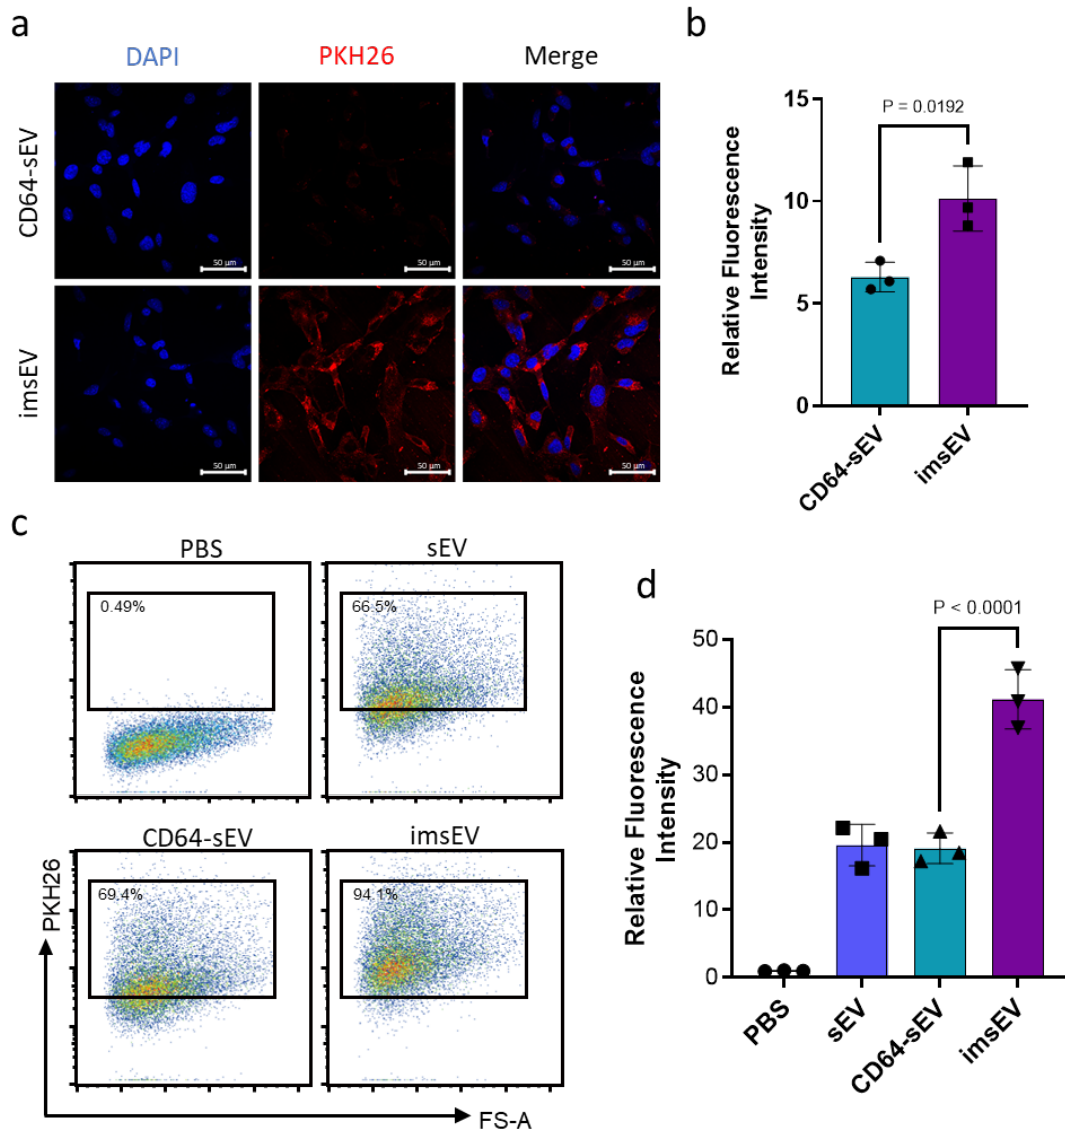 a
DAPI
PKH26
Merge
CD64-sEV
50 μm
50 μm
50 μm
imsEV
50 μm
50 μm
50 μm
b
Relative Fluorescence
Intensity
15
10
5
0
P = 0.0192
CD64-sEV
imsEV
c
PBS
0.49%
sEV
66.5%
CD64-sEV
69.4%
imsEV
94.1%
PKH26
FS-A
d
Relative Fluorescence
Intensity
50
40
30
20
10
0
P < 0.0001
PBS
sEV
CD64-sEV
imsEV